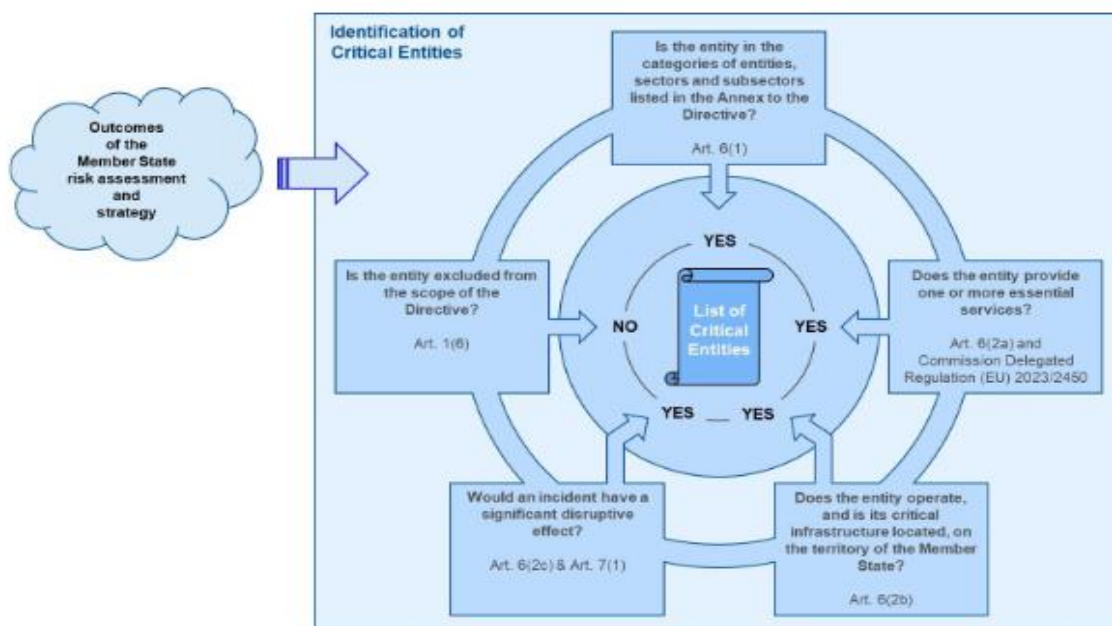 Identification of
Critical Entities
Is the entity in the
categories of entities,
sectors and subsectors
listed in the Annex to the
Directive?
Art. 6(1)
Outcomes
of the
Member State
risk assessment
and
strategy
YES
Is the entity excluded from
the scope of the
Directive?
Art. 1(6)
NO
List of
Critical
Entities
YES
Does the entity provide
one or more essential
services?
Art. 6(2a) and
Commission Delegated
Regulation (EU) 2023/2450
YES
YES
Would an incident have a
significant disruptive
effect?
Art. 6(2c) & Art. 7(1)
Does the entity operate,
and is its critical
infrastructure located, on
the territory of the Member
State?
Art. 6(2b)